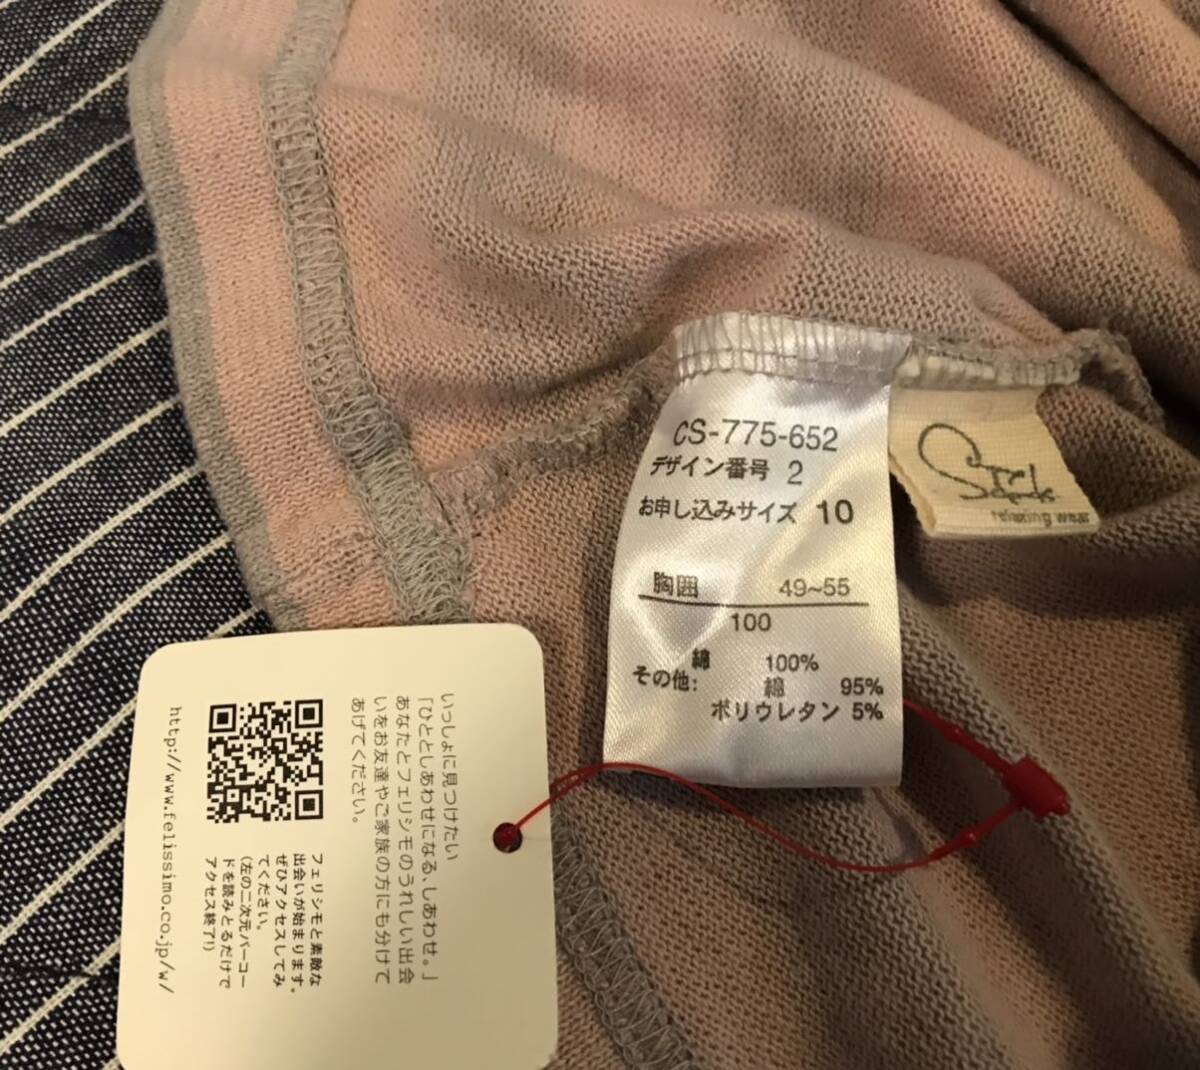 CS-775-652
デザイン番号 2
お申し込みサイズ 10
胸囲 49~55
100
綿 100%
その他: 綿 95%
ポリウレタン 5%
relaxing wear
いっしょに見つけたい
「ひととしあわせになる、しあわせ。」
あなたとフェリシモのうれしい出会
いをお友達やご家族の方にも分けて
あげてください。
フェリシモと素敵な
出会いが始まります。
ぜひアクセスしてみ
てください。
(左の二次元バーコー
ドを読みとるだけで
アクセス終了!)
http://www.felissimo.co.jp/w/